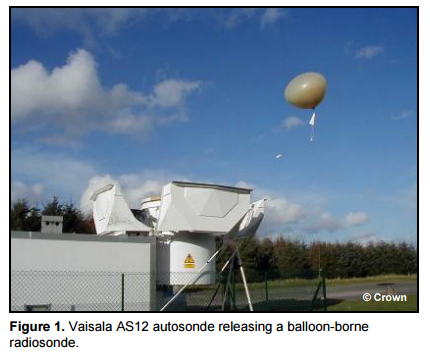 © Crown
Figure 1. Vaisala AS12 autosonde releasing a balloon-borne
radiosonde.